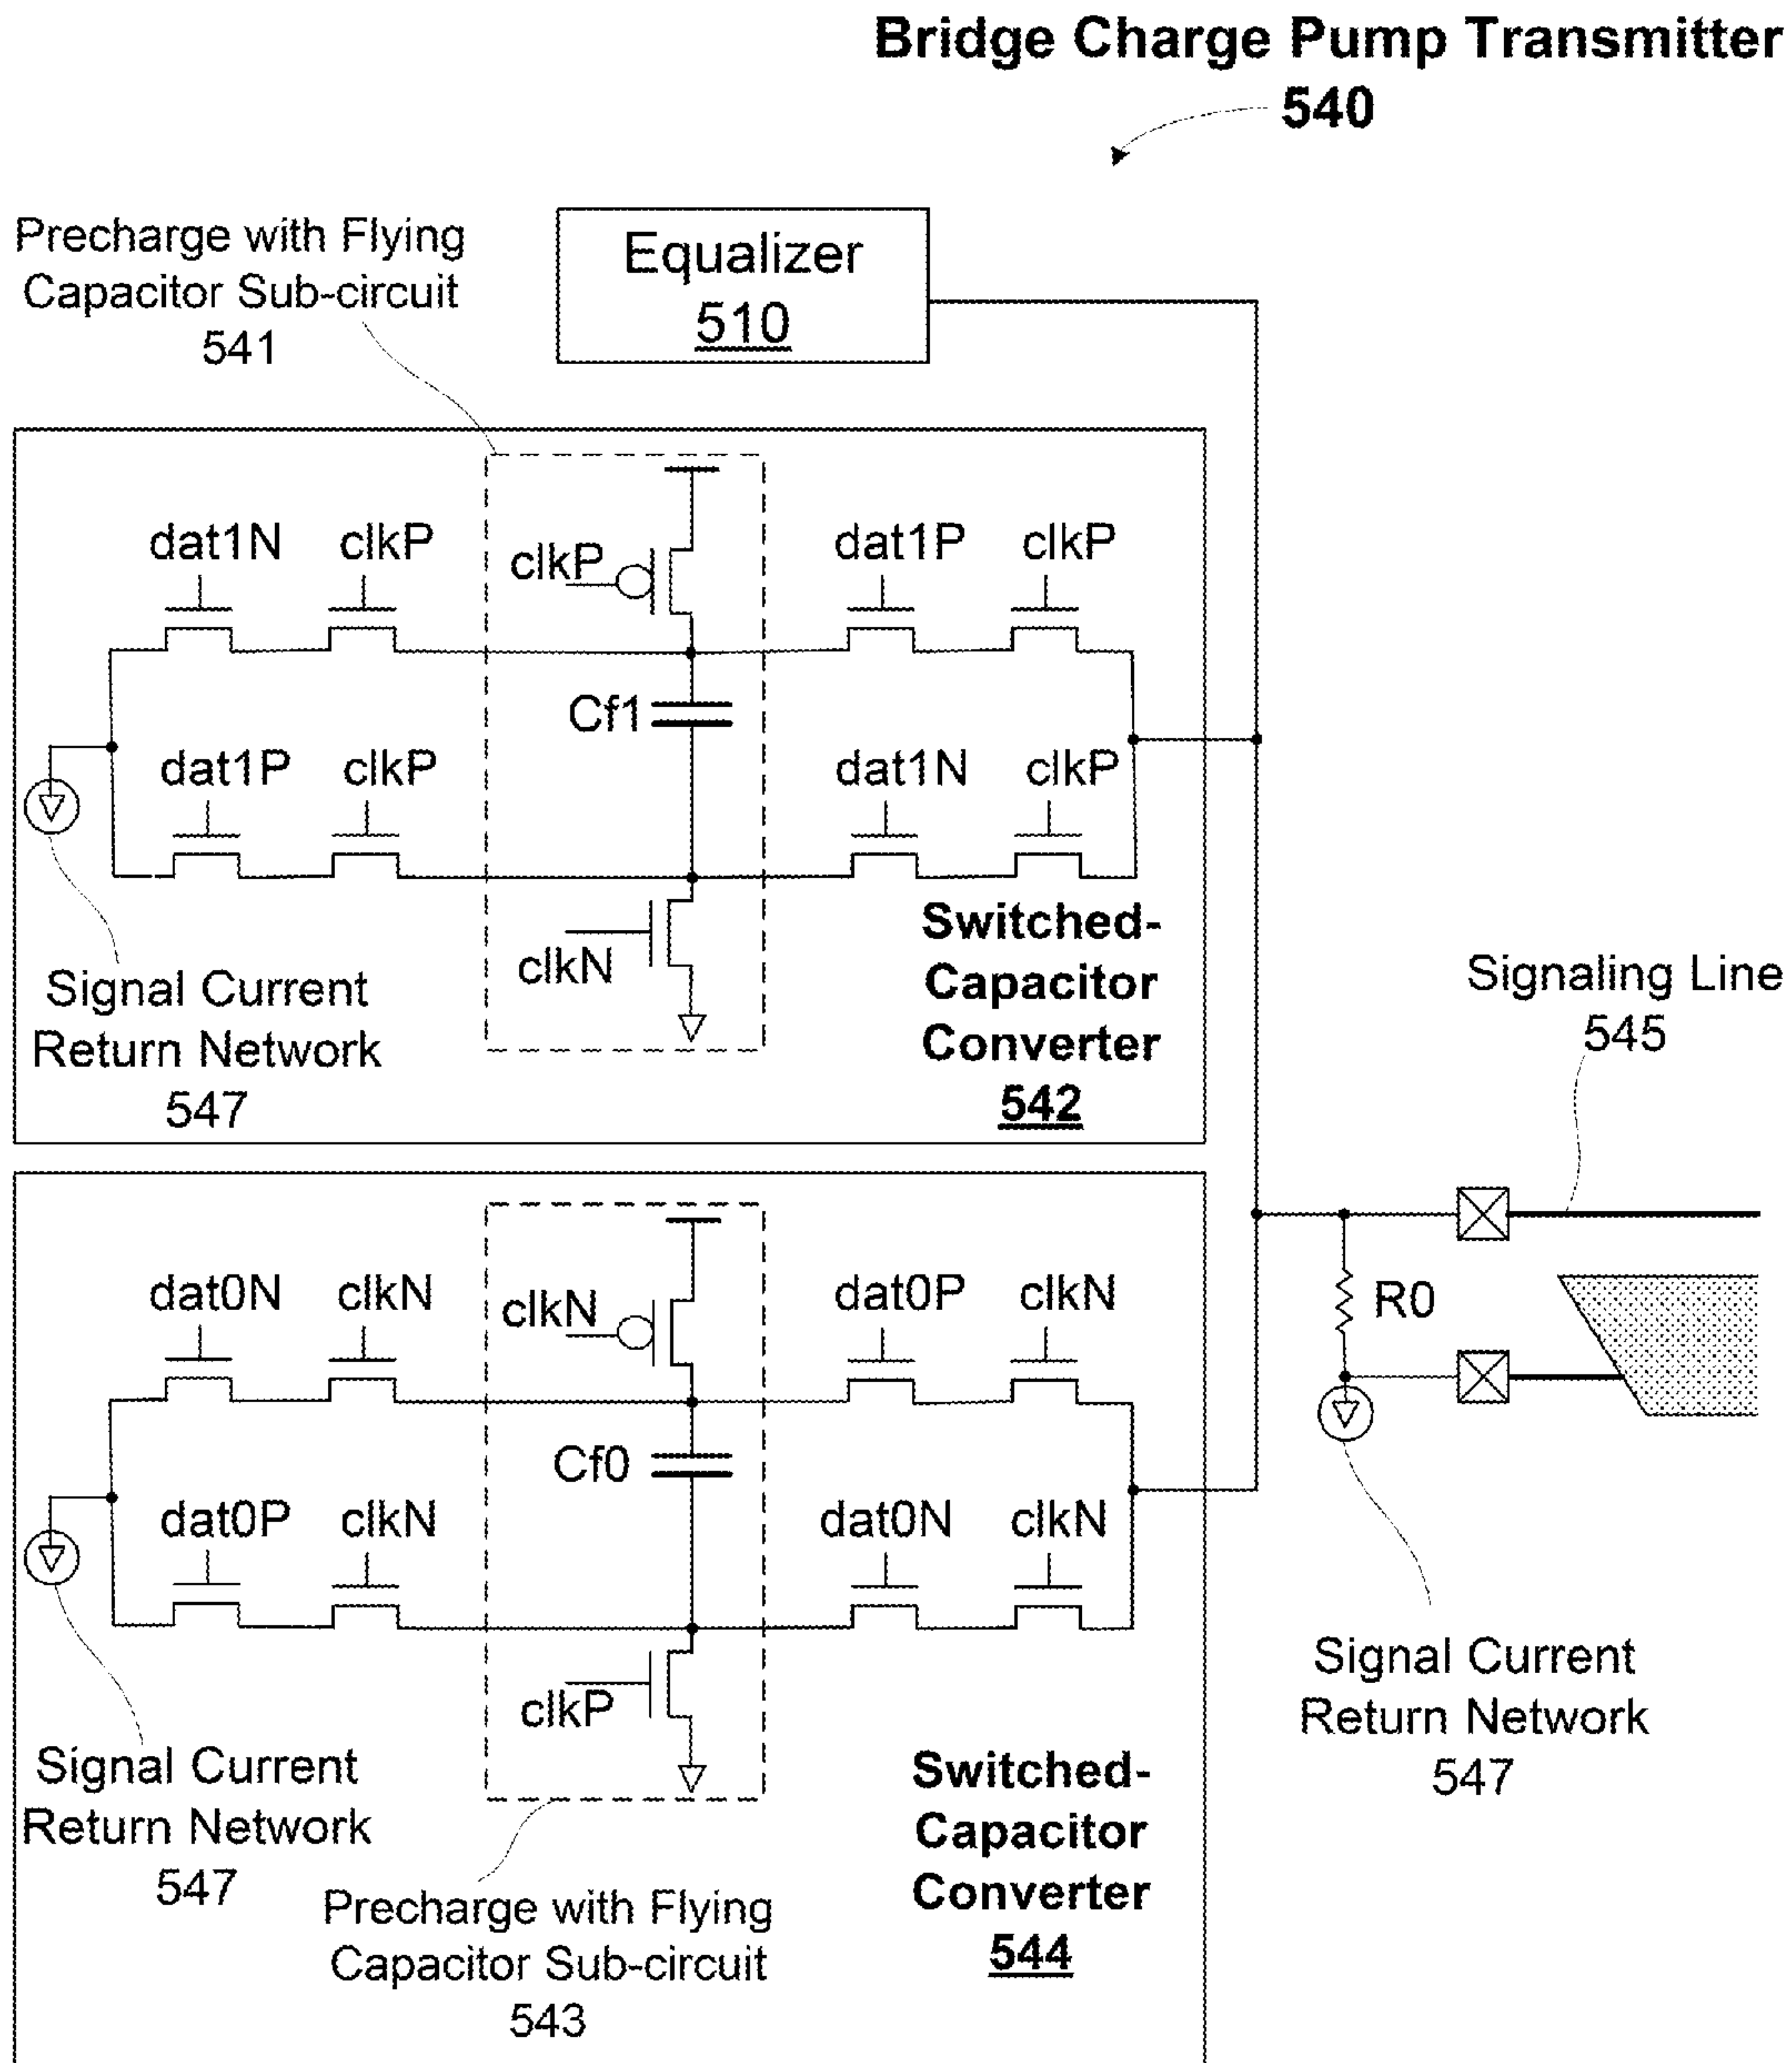 Bridge Charge Pump Transmitter
540
Precharge with Flying
Capacitor Sub-circuit
541
Equalizer
510
dat1N
clkP
clkP
dat1P
clkP
Cf1
dat1P
clkP
dat1N
clkP
clkN
Signal Current
Return Network
547
Switched-
Capacitor
Converter
542
Signaling Line
545
dat0N
clkN
clkN
dat0P
clkN
R0
Cf0
dat0P
clkN
dat0N
clkN
clkP
Signal Current
Return Network
547
Signal Current
Return Network
547
Switched-
Capacitor
Converter
544
Precharge with Flying
Capacitor Sub-circuit
543